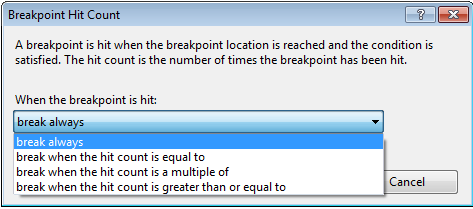 Breakpoint Hit Count
A breakpoint is hit when the breakpoint location is reached and the condition is
satisfied. The hit count is the number of times the breakpoint has been hit.
When the breakpoint is hit:
break always
break always
break when the hit count is equal to
break when the hit count is a multiple of
break when the hit count is greater than or equal to
Cancel